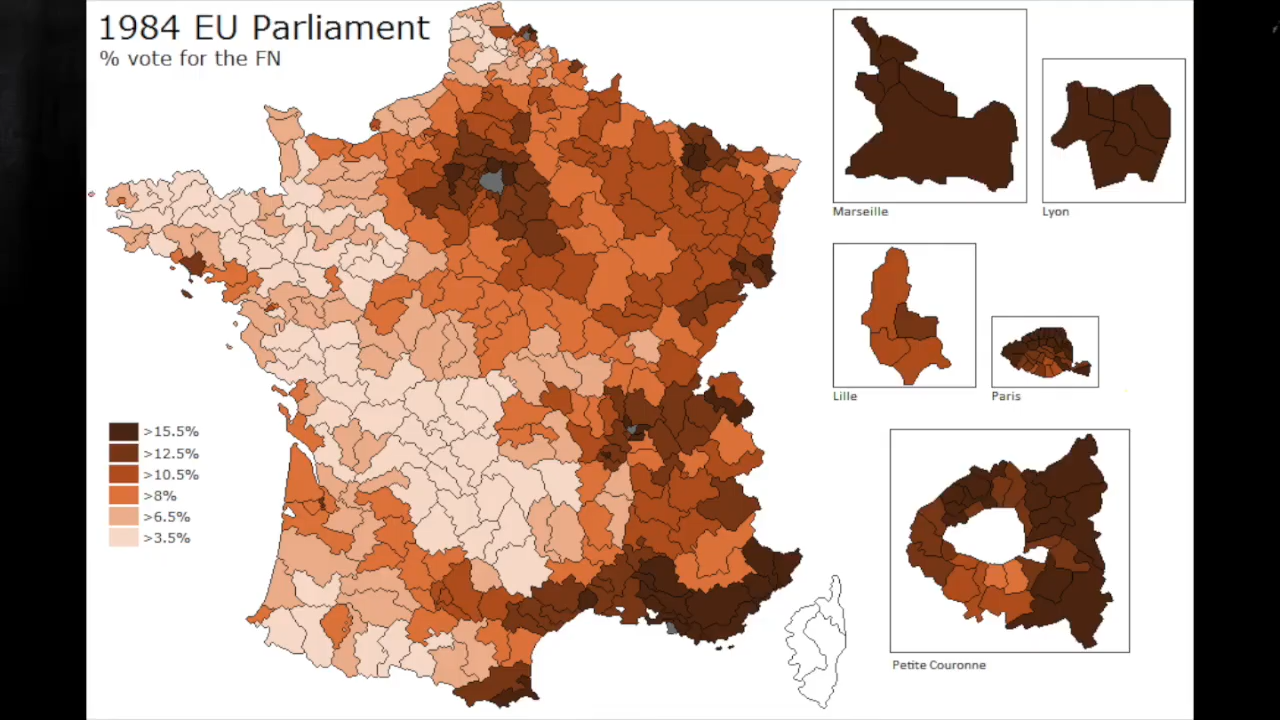 1984 EU Parliament
% vote for the FN
Marseille
Lyon
Lille
Paris
>15.5%
>12.5%
>10.5%
>8%
>6.5%
>3.5%
Petite Couronne